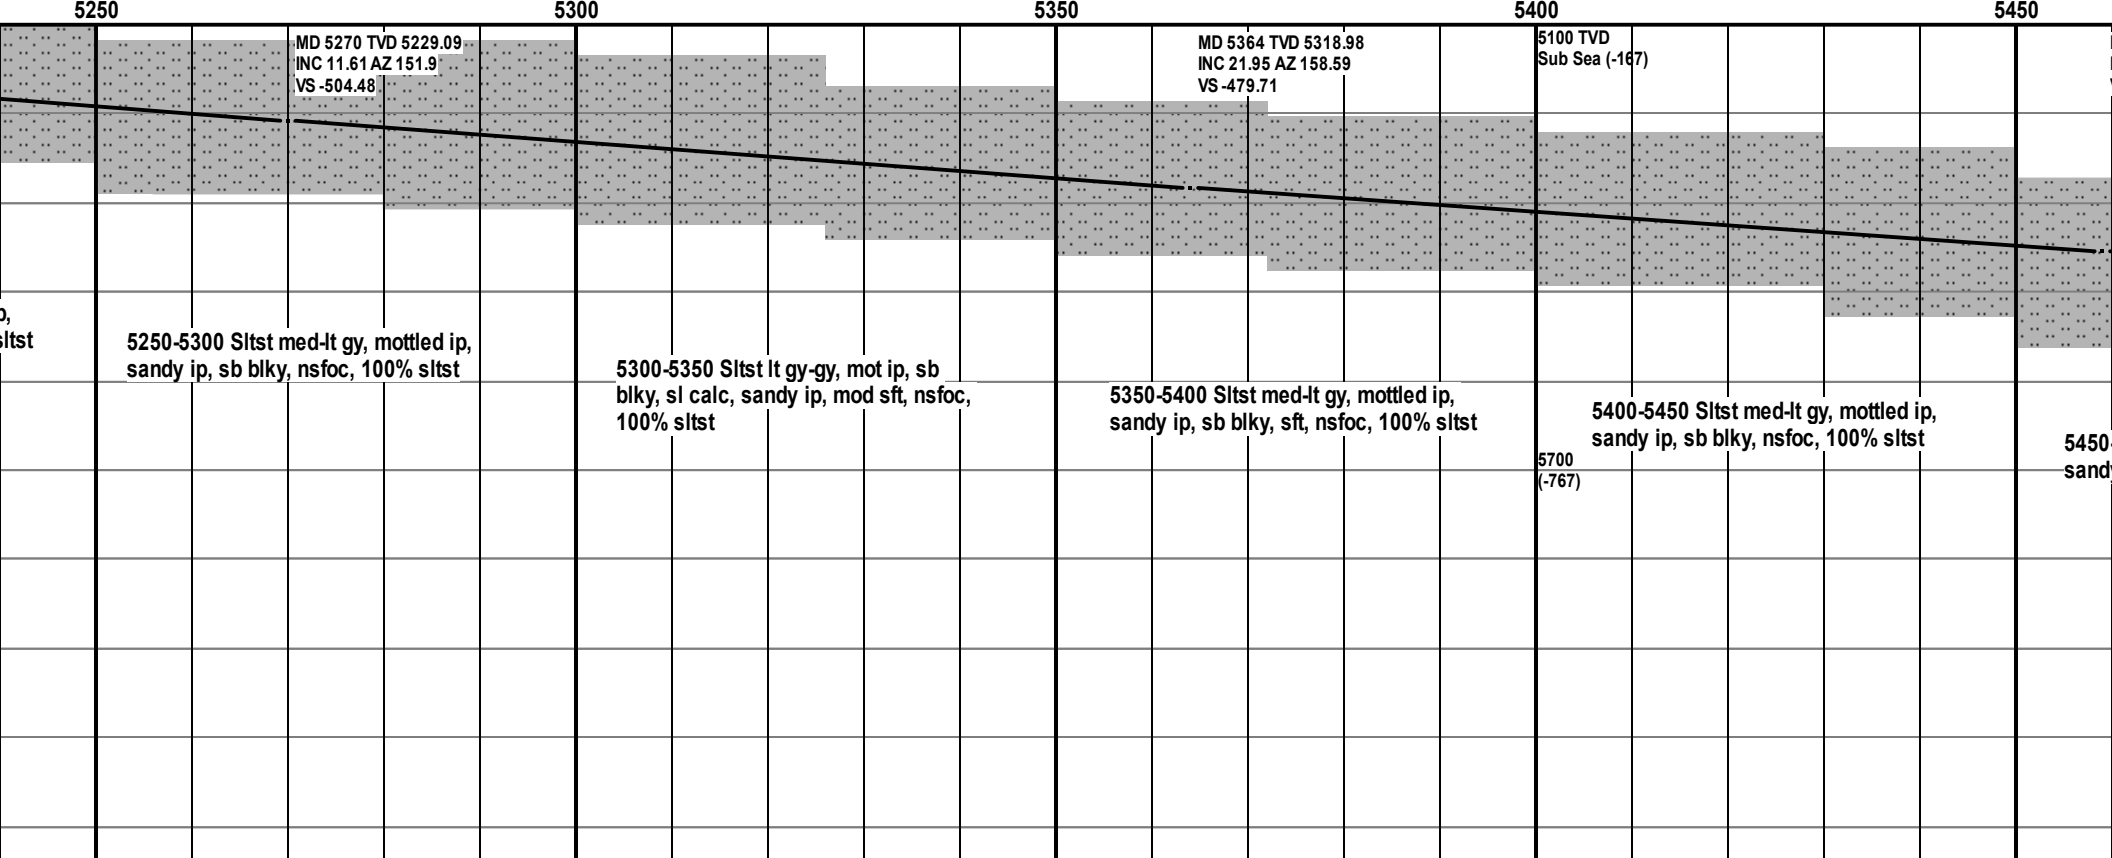 5250 5300 5350 5400 5450
MD 5270 TVD 5229.09
INC 11.61 AZ 151.9
VS -504.48
MD 5364 TVD 5318.98
INC 21.95 AZ 158.59
VS -479.71
5100 TVD
Sub Sea (-167)
sltst
5250-5300 Sltst med-lt gy, mottled ip,
sandy ip, sb blky, nsfoc, 100% sltst
5300-5350 Sltst lt gy-gy, mot ip, sb
blky, sl calc, sandy ip, mod sft, nsfoc,
100% sltst
5350-5400 Sltst med-lt gy, mottled ip,
sandy ip, sb blky, sft, nsfoc, 100% sltst
5400-5450 Sltst med-lt gy, mottled ip,
sandy ip, sb blky, nsfoc, 100% sltst
5450-
sandy
5700
(-767)